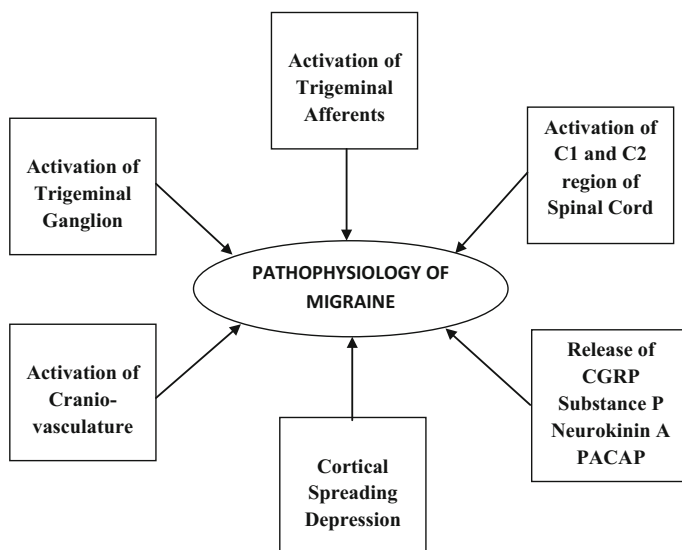 Activation of
Trigeminal
Afferents
Activation of
Trigeminal
Ganglion
Activation of
C1 and C2
region of
Spinal Cord
PATHOPHYSIOLOGY OF
MIGRAINE
Activation of
Cranio-
vasculature
Cortical
Spreading
Depression
Release of
CGRP
Substance P
Neurokinin A
PACAP